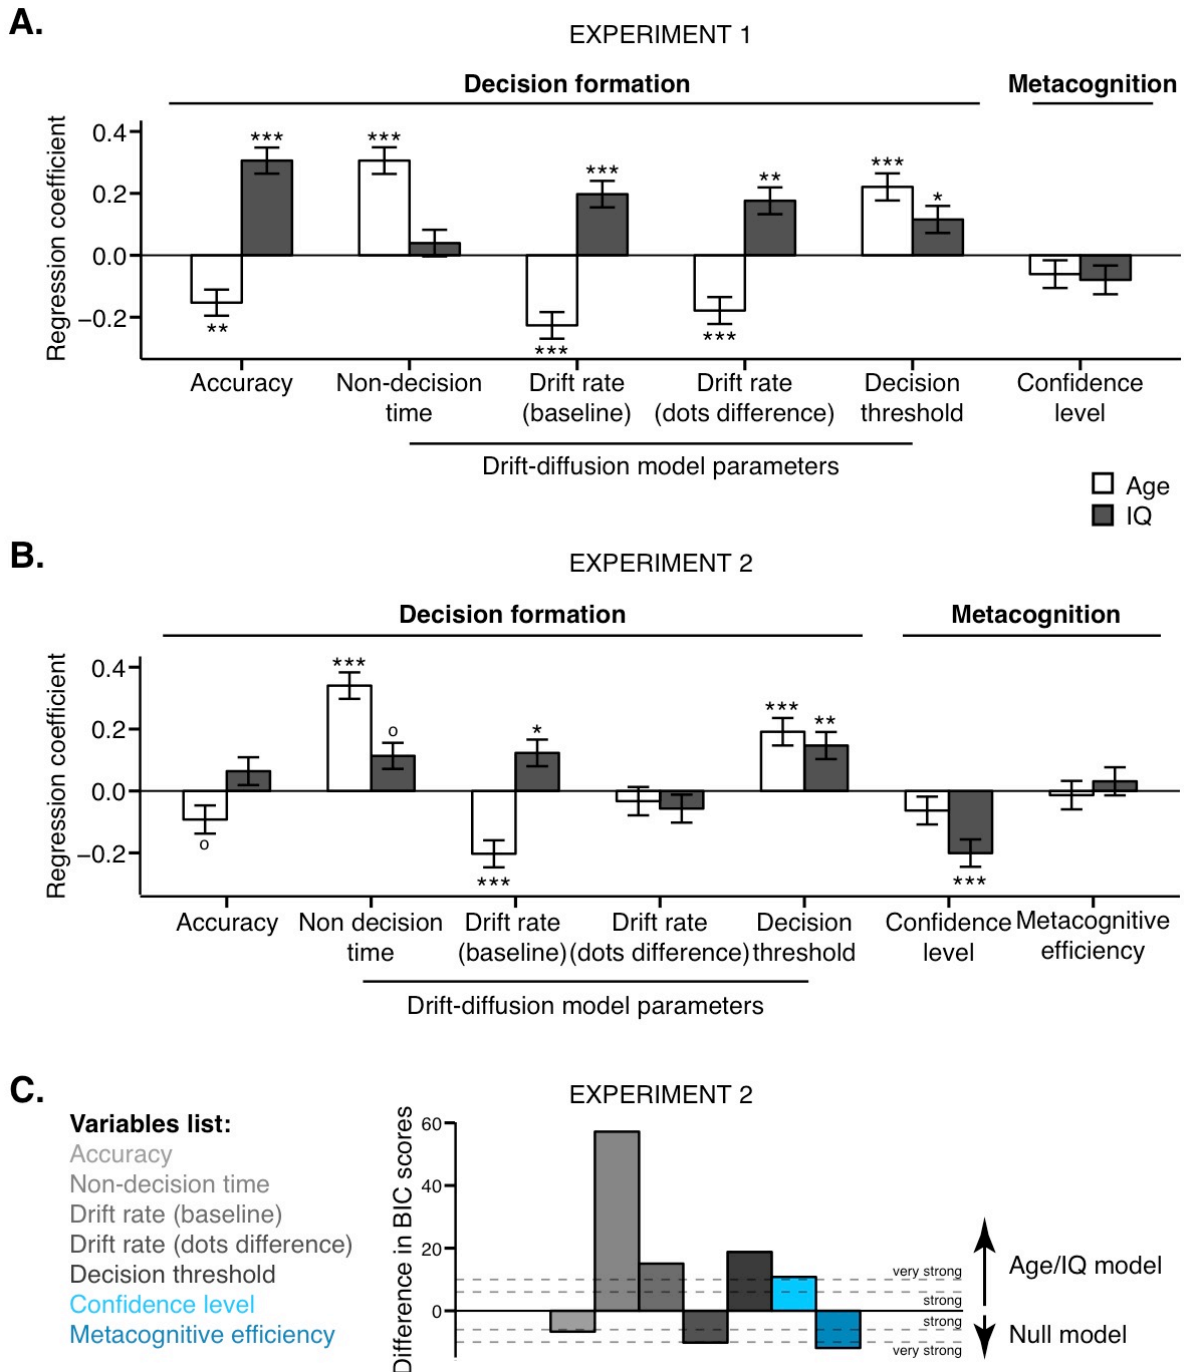 A.
EXPERIMENT 1
Decision formation
Metacognition
Regression coefficient
0.4
0.2
0.0
−0.2
***
***
***
**
***
*
**
***
***
Accuracy
Non-decision time
Drift rate (baseline)
Drift rate (dots difference)
Decision threshold
Confidence level
Drift-diffusion model parameters
Age
IQ
B.
EXPERIMENT 2
Decision formation
Metacognition
Regression coefficient
0.4
0.2
0.0
−0.2
***
o
*
***
**
o
***
***
Accuracy
Non decision time
Drift rate (baseline)
Drift rate (dots difference)
Decision threshold
Confidence level
Metacognitive efficiency
Drift-diffusion model parameters
C.
EXPERIMENT 2
Variables list:
Accuracy
Non-decision time
Drift rate (baseline)
Drift rate (dots difference)
Decision threshold
Confidence level
Metacognitive efficiency
Difference in BIC scores
60
40
20
0
very strong
strong
strong
very strong
Age/IQ model
Null model